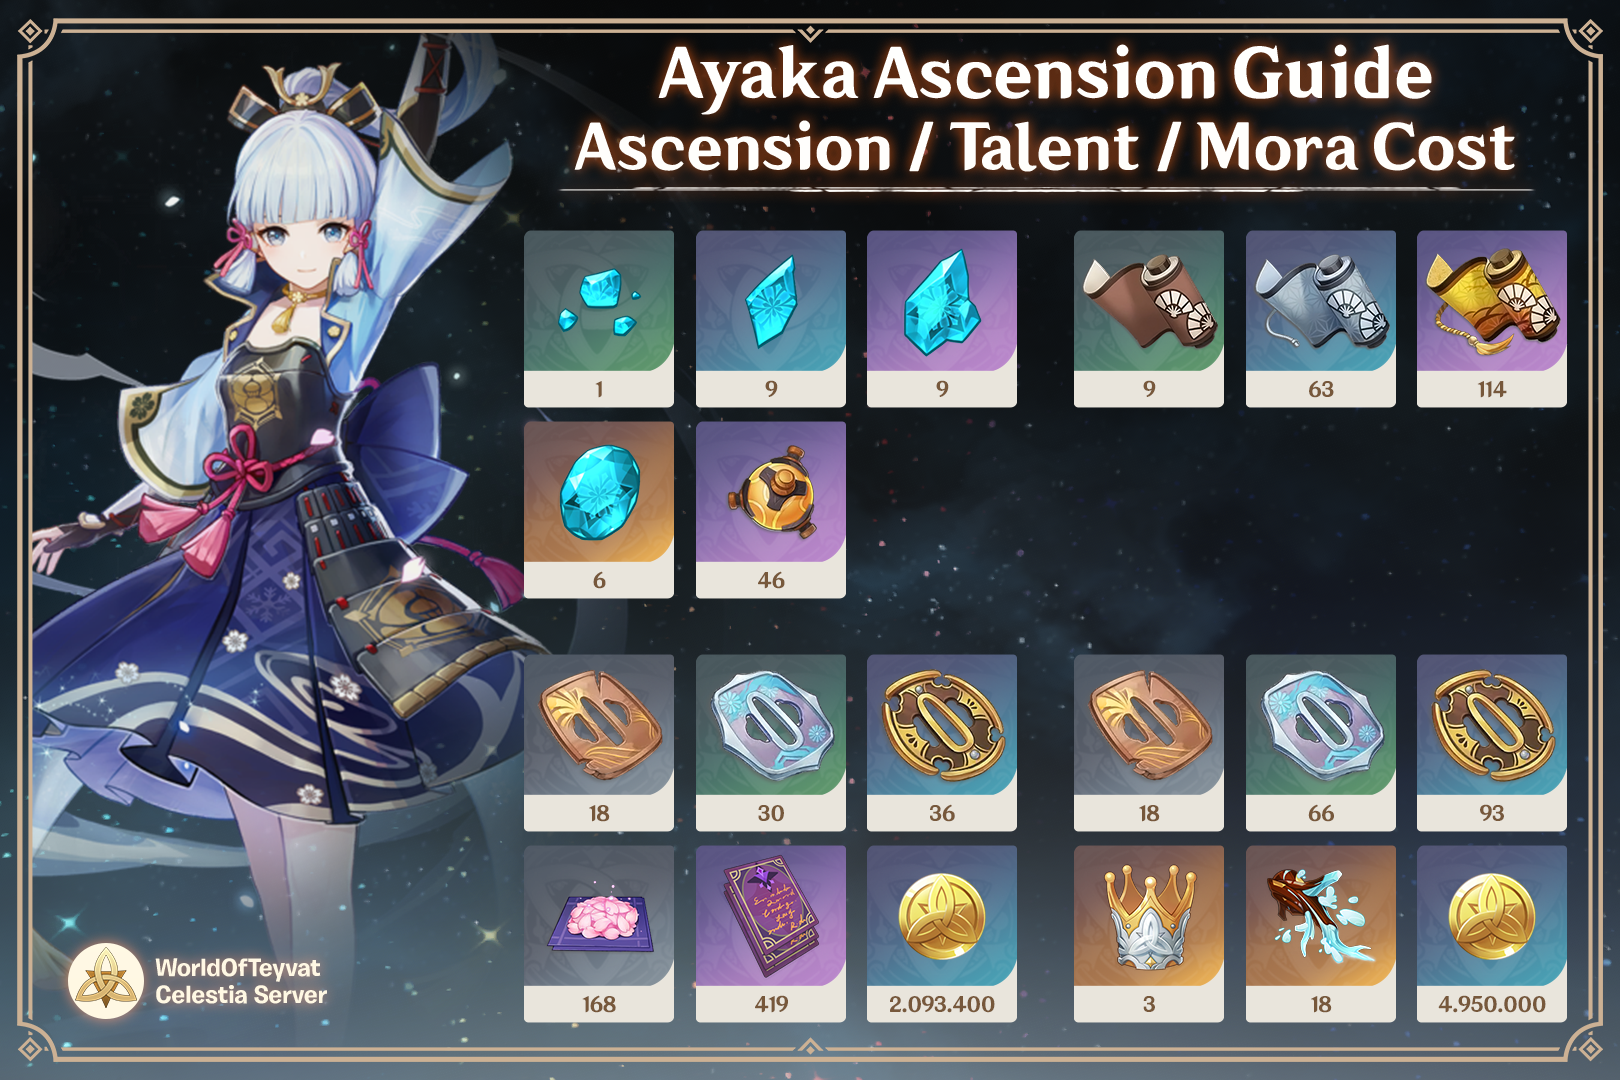 Ayaka Ascension Guide
Ascension / Talent / Mora Cost
1 9 9 9 63 114
6 46
18 30 36 18 66 93
168 419 2.093.400 3 18 4.950.000
WorldOfTeyvat
Celestia Server